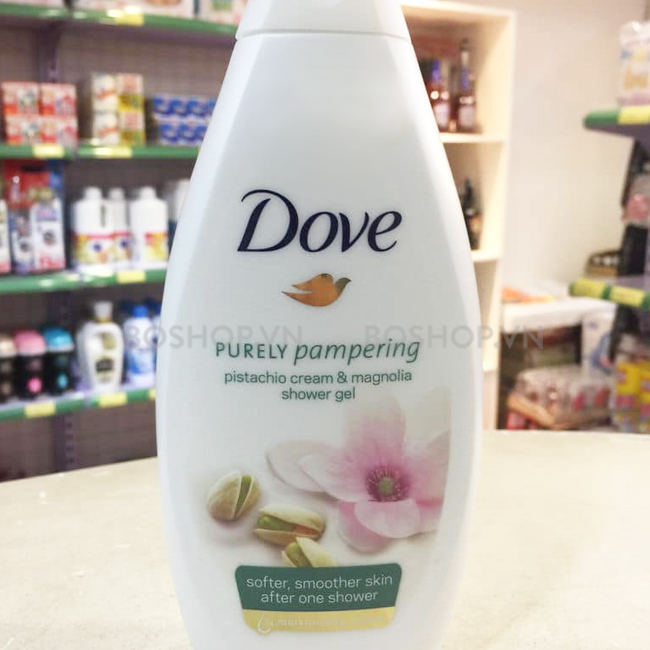 Dove
BOSHOP.VN BOSHOP.VN
PURELY pampering
pistachio cream & magnolia
shower gel
softer, smoother skin
after one shower